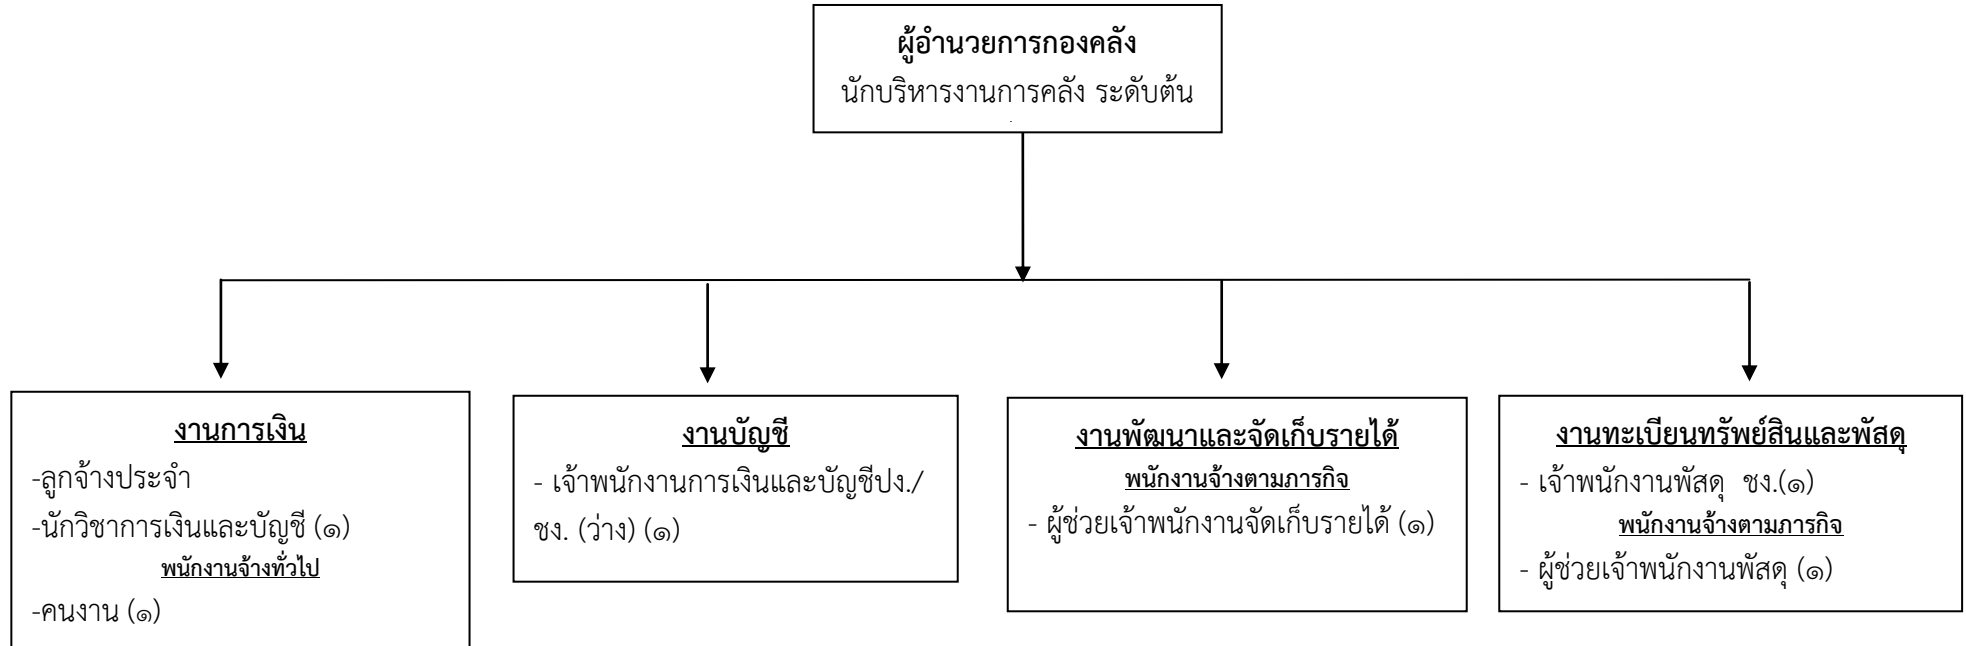 ผู้อำนวยการกองคลัง
นักบริหารงานการคลัง ระดับต้น
งานการเงิน
-ลูกจ้างประจำ
-นักวิชาการเงินและบัญชี (๑)
พนักงานจ้างทั่วไป
-คนงาน (๑)
งานบัญชี
- เจ้าพนักงานการเงินและบัญชีปง./
ชง. (ว่าง) (๑)
งานพัฒนาและจัดเก็บรายได้
พนักงานจ้างตามภารกิจ
- ผู้ช่วยเจ้าพนักงานจัดเก็บรายได้ (๑)
งานทะเบียนทรัพย์สินและพัสดุ
- เจ้าพนักงานพัสดุ ชง.(๑)
พนักงานจ้างตามภารกิจ
- ผู้ช่วยเจ้าพนักงานพัสดุ (๑)